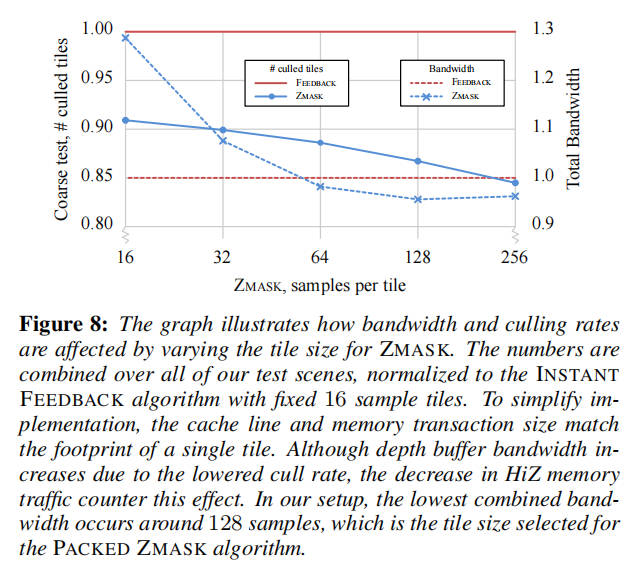 1.00 1.3
# culled tiles Bandwidth
FEEDBACK FEEDBACK
ZMASK ZMASK
0.95 1.2
0.90 1.1
0.85 1.0
0.80 0.9
Coarse test, # culled tiles
Total Bandwidth
16 32 64 128 256
ZMASK, samples per tile
Figure 8: The graph illustrates how bandwidth and culling rates
are affected by varying the tile size for ZMASK. The numbers are
combined over all of our test scenes, normalized to the INSTANT
FEEDBACK algorithm with fixed 16 sample tiles. To simplify im-
plementation, the cache line and memory transaction size match
the footprint of a single tile. Although depth buffer bandwidth in-
creases due to the lowered cull rate, the decrease in HiZ memory
traffic counter this effect. In our setup, the lowest combined band-
width occurs around 128 samples, which is the tile size selected for
the PACKED ZMASK algorithm.